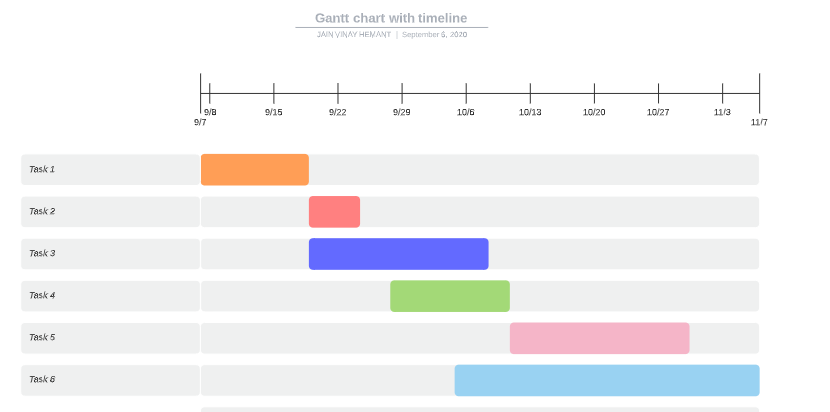 Gantt chart with timeline
JAIN VINAY HEMANT | September 6, 2020
9/8 9/15 9/22 9/29 10/6 10/13 10/20 10/27 11/3
9/7 11/7
Task 1
Task 2
Task 3
Task 4
Task 5
Task 6